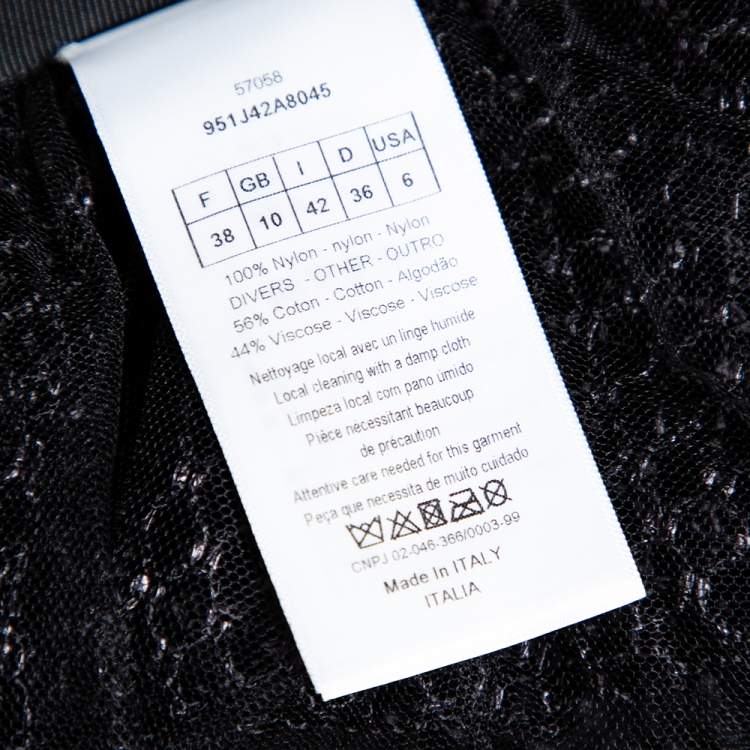 57058
951J42A8045
F GB I D USA
38 10 42 36 6
100% Nylon - nylon - Nylon
DIVERS - OTHER - OUTRO
56% Coton - Cotton - Algodão
44% Viscose - Viscose - Viscose
Nettoyage local avec un linge humide
Local cleaning with a damp cloth
Limpeza local com pano úmido
Pièce nécessitant beaucoup
de précaution
Attentive care needed for this garment
Peça que necessita de muito cuidado
CNPJ 02-046-366/0003-99
Made In ITALY
ITALIA